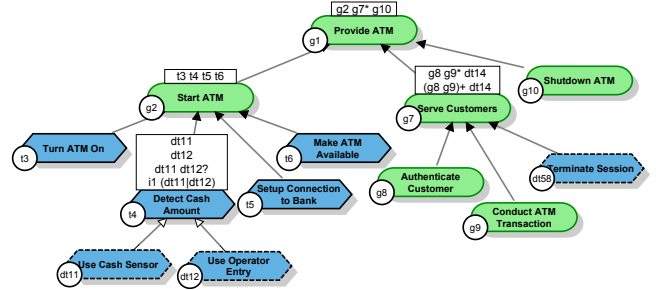 g2 g7* g10
Provide ATM
g1
t3 t4 t5 t6
Start ATM
g2
g8 g9* dt14
(g8 g9)+ dt14
Serve Customers
g7
Shutdown ATM
g10
Turn ATM On
t3
dt11
dt12
dt11 dt12?
i1 (dt11|dt12)
Detect Cash
Amount
t4
Make ATM
Available
t6
Setup Connection
to Bank
t5
Authenticate
Customer
g8
Terminate Session
dt58
Conduct ATM
Transaction
g9
Use Cash Sensor
dt11
Use Operator
Entry
dt12